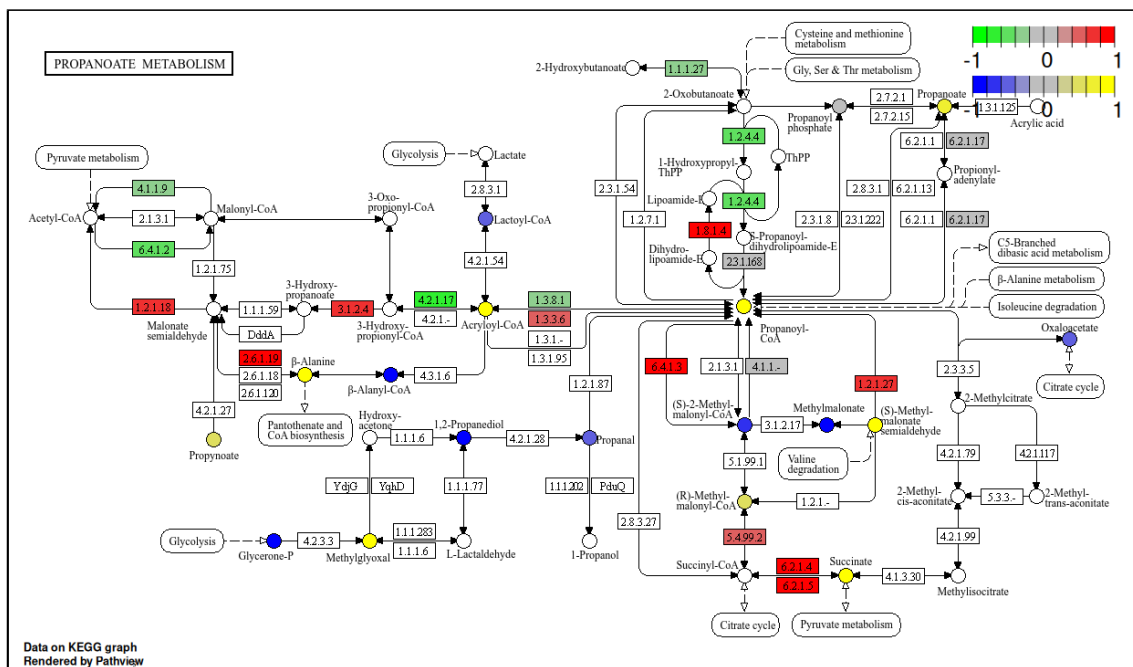 PROPANOATE METABOLISM
Cysteine and methionine
metabolism
Gly, Ser & Thr metabolism
-1 0 1
-1 0 1
2-Hydroxybutanoate
1.1.1.27
2-Oxobutanoate
Propanoyl
phosphate
2.7.2.1
2.7.2.15
Propanoate
1.3.1.125
Acrylic acid
6.2.1.1
6.2.1.17
Propionyl-
adenylate
1.2.4.4
ThPP
1-Hydroxypropyl-
ThPP
Lipoamide-E
1.2.4.4
2.3.1.54
1.2.7.1
1.8.1.4
S-Propanoyl-
dihydrolipoamide-E
Dihydro-
lipoamide-E
2.3.1.168
2.3.1.8
2.3.1.222
2.8.3.1
6.2.1.13
6.2.1.1
6.2.1.17
C5-Branched
dibasic acid metabolism
β-Alanine metabolism
Isoleucine degradation
Pyruvate metabolism
Acetyl-CoA
4.1.1.9
2.1.3.1
6.4.1.2
Malonyl-CoA
3-Oxo-
propionyl-CoA
Glycolysis
Lactate
2.8.3.1
Lactoyl-CoA
4.2.1.54
1.2.1.75
1.2.1.18
Malonate
semialdehyde
1.1.1.59
DddA
3-Hydroxy-
propanoate
3.1.2.4
3-Hydroxy-
propionyl-CoA
4.2.1.17
4.2.1.-
Acryloyl-CoA
1.3.8.1
1.3.3.6
1.3.1.-
1.3.1.95
Propanoyl-
CoA
Oxaloacetate
Citrate cycle
2.6.1.19
2.6.1.18
2.6.1.120
β-Alanine
β-Alanyl-CoA
4.3.1.6
Pantothenate and
CoA biosynthesis
4.2.1.27
Propynoate
1.2.1.87
6.4.1.3
2.1.3.1
4.1.1.-
1.2.1.27
2.3.3.5
(S)-2-Methyl-
malonyl-CoA
3.1.2.17
Methylmalonate
(S)-Methyl-
malonate
semialdehyde
Valine
degradation
2-Methylcitrate
4.2.1.79
4.2.1.117
2-Methyl-
cis-aconitate
5.3.3.-
2-Methyl-
trans-aconitate
Hydroxy-
acetone
1.1.1.6
1,2-Propanediol
4.2.1.28
Propanal
YdjG
YqhD
1.1.1.77
1.1.1.202
PduQ
5.1.99.1
(R)-Methyl-
malonyl-CoA
1.2.1.-
Glycolysis
Glycerone-P
4.2.3.3
Methylglyoxal
1.1.1.283
1.1.1.6
L-Lactaldehyde
1-Propanol
2.8.3.27
5.4.99.2
4.2.1.99
Succinyl-CoA
6.2.1.4
6.2.1.5
Succinate
4.1.3.30
Methylisocitrate
Citrate cycle
Pyruvate metabolism
Data on KEGG graph
Rendered by Pathview